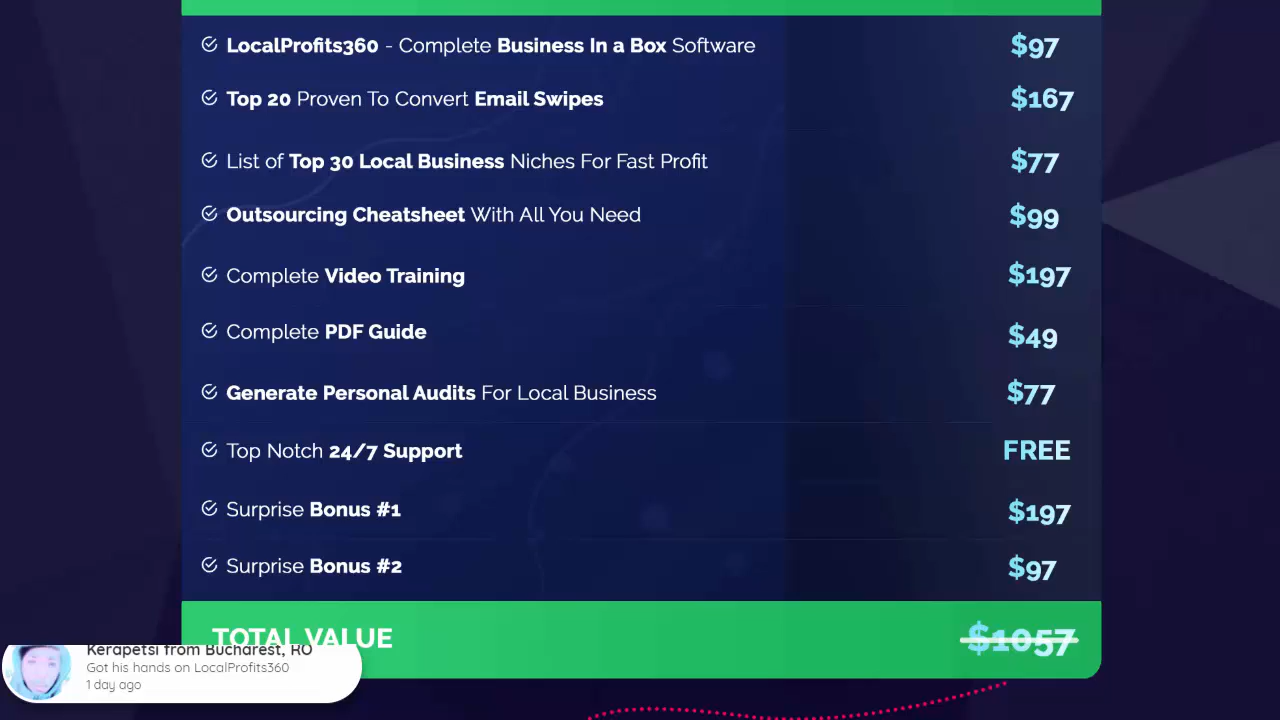 LocalProfits360 - Complete Business In a Box Software $97
Top 20 Proven To Convert Email Swipes $167
List of Top 30 Local Business Niches For Fast Profit $77
Outsourcing Cheatsheet With All You Need $99
Complete Video Training $197
Complete PDF Guide $49
Generate Personal Audits For Local Business $77
Top Notch 24/7 Support FREE
Surprise Bonus #1 $197
Surprise Bonus #2 $97
TOTAL VALUE $1057
Kerapetsi from Bucharest, RO
Got his hands on LocalProfits360
1 day ago